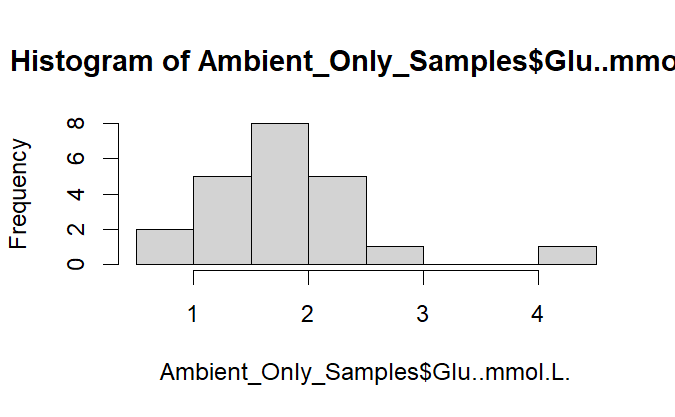 Histogram of Ambient_Only_Samples$Glu..mmo
Frequency
8
6
4
2
0
1 2 3 4
Ambient_Only_Samples$Glu..mmol.L.